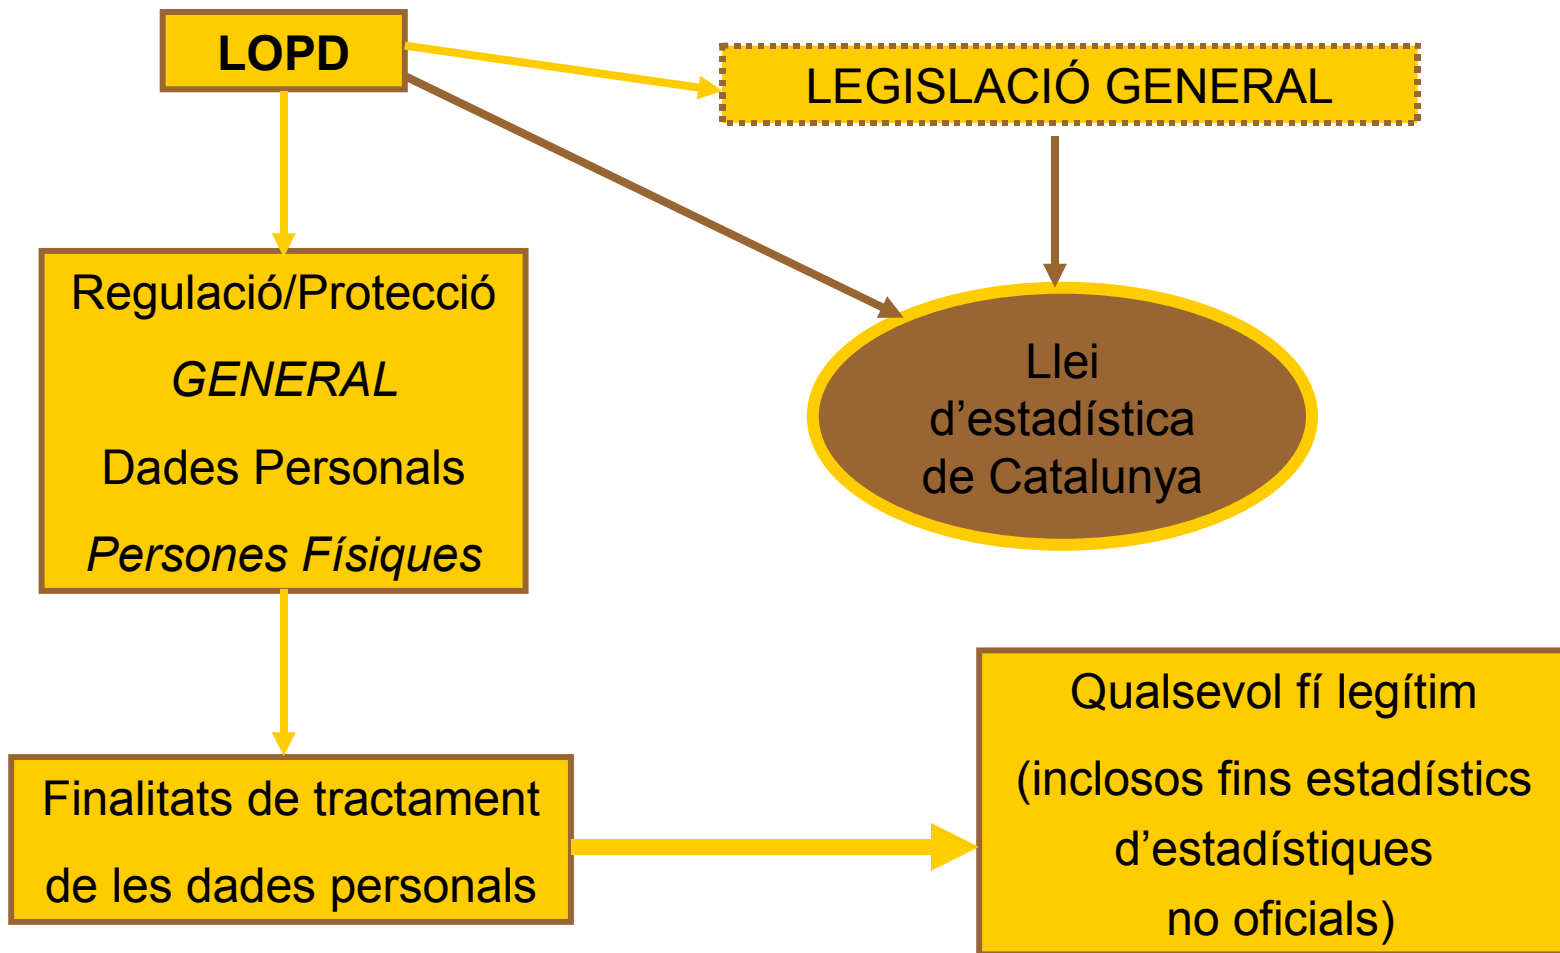 LOPD
LEGISLACIÓ GENERAL
Regulació/Protecció
GENERAL
Dades Personals
Persones Físiques
Llei
d’estadística
de Catalunya
Finalitats de tractament
de les dades personals
Qualsevol fí legítim
(inclosos fins estadístics
d’estadístiques
no oficials)